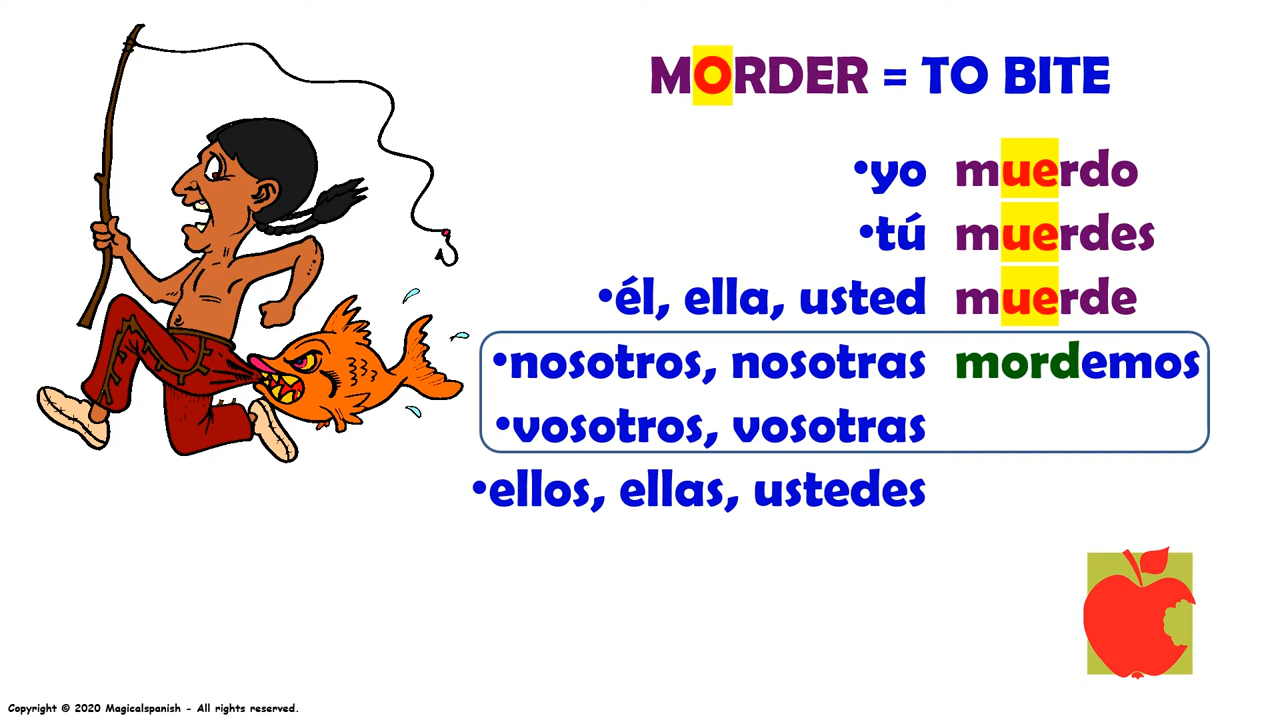 MORDER = TO BITE
•yo muerdo
•tú muerdes
•él, ella, usted muerde
•nosotros, nosotras mordemos
•vosotros, vosotras
•ellos, ellas, ustedes
Copyright © 2020 Magicalspanish - All rights reserved.